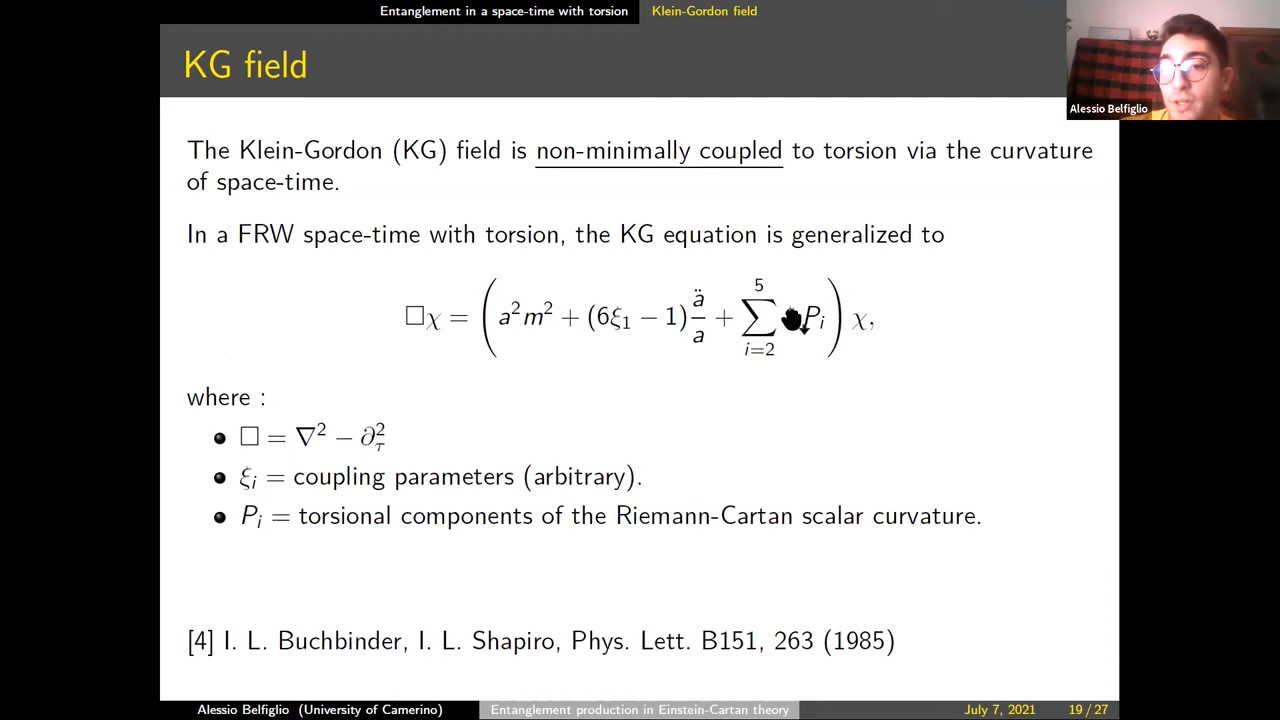 Entanglement in a space-time with torsion Klein-Gordon field
KG field
Alessio Belfiglio
The Klein-Gordon (KG) field is non-minimally coupled to torsion via the curvature
of space-time.
In a FRW space-time with torsion, the KG equation is generalized to
□χ = (a²m² + (6ξ₁ − 1) ä/a + ∑_{i=2}^{5} P_i) χ,
where :
• □ = ∇² − ∂²_τ
• ξ_i = coupling parameters (arbitrary).
• P_i = torsional components of the Riemann-Cartan scalar curvature.
[4] I. L. Buchbinder, I. L. Shapiro, Phys. Lett. B151, 263 (1985)
Alessio Belfiglio (University of Camerino) Entanglement production in Einstein-Cartan theory July 7, 2021 19 / 27